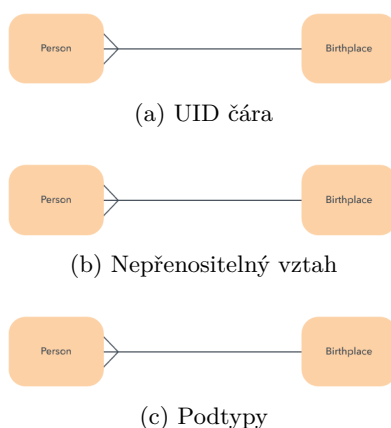 Person Birthplace
(a) UID čára
Person Birthplace
(b) Nepřenositelný vztah
Person Birthplace
(c) Podtypy